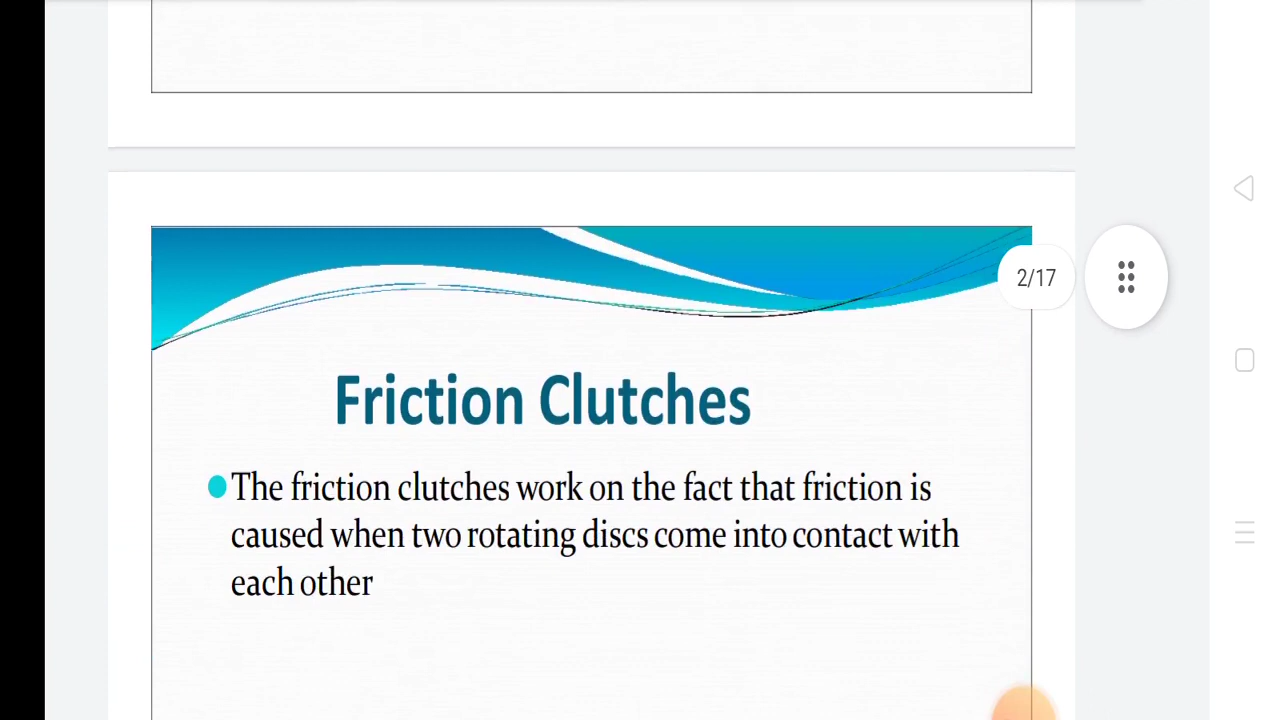 2/17
Friction Clutches
The friction clutches work on the fact that friction is
caused when two rotating discs come into contact with
each other